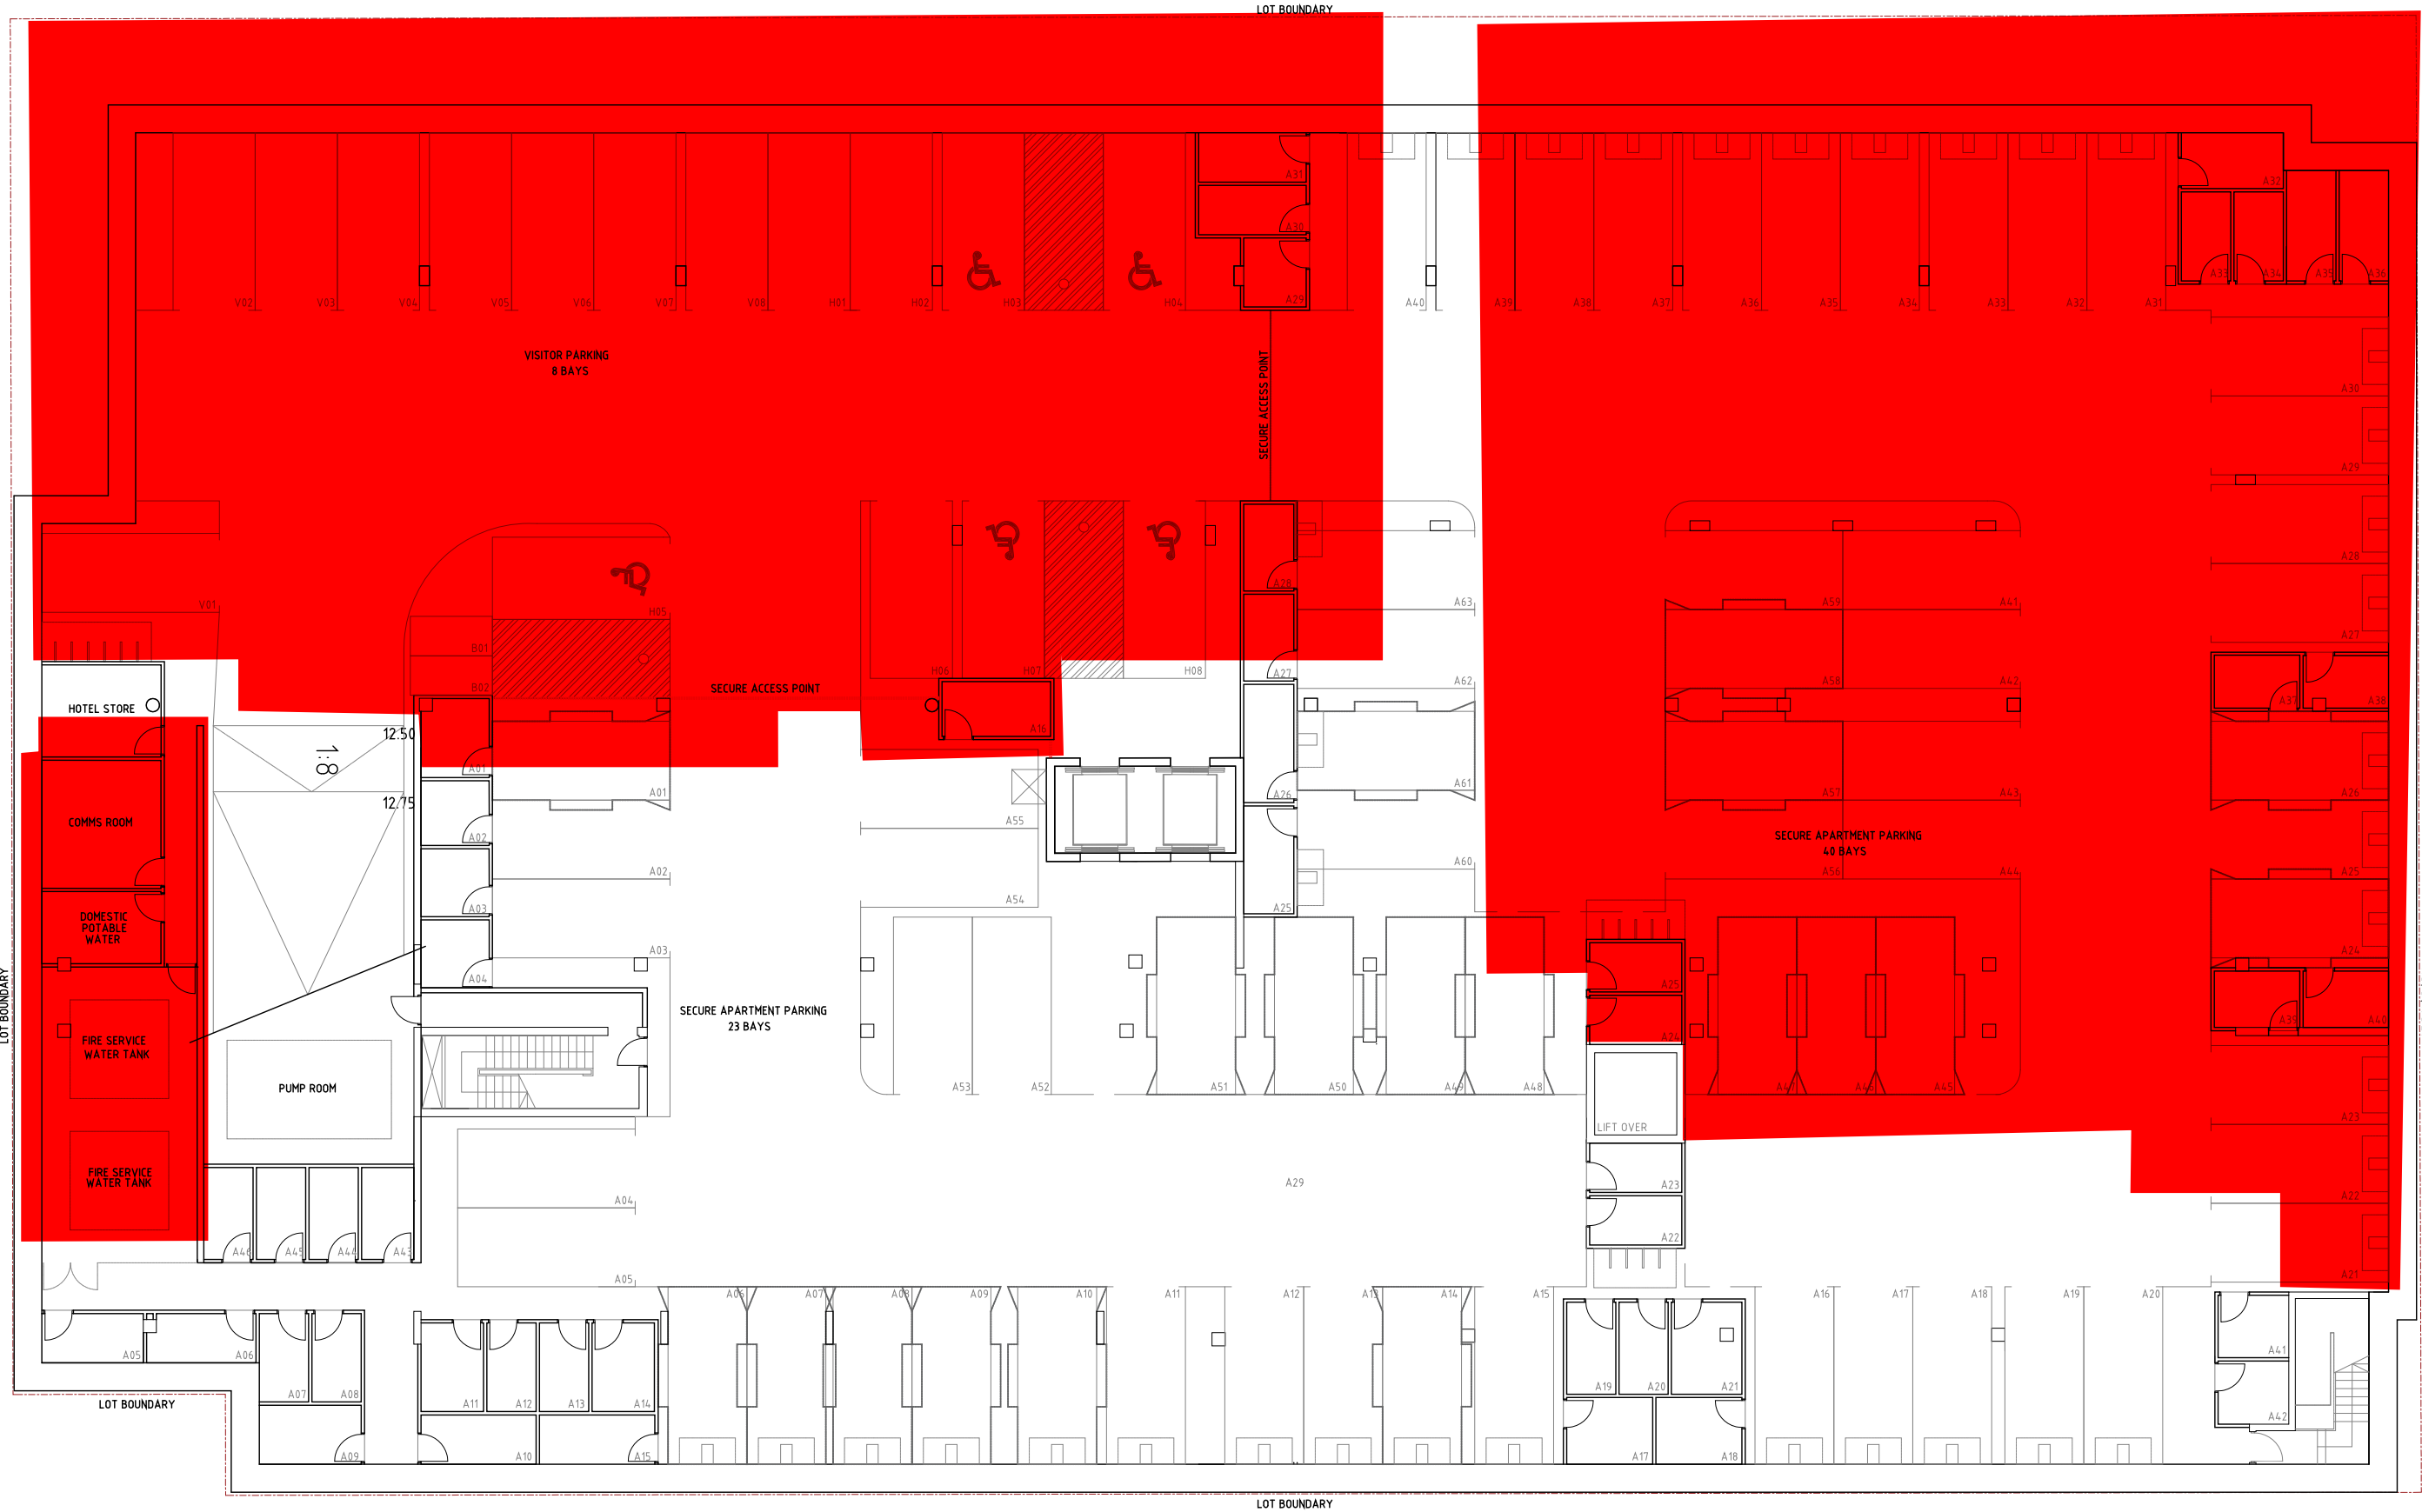 LOT BOUNDARY
A31
A32
A30
A33
A34
A35
A36
V02
V03
V04
V05
V06
V07
V08
H01
H02
H03
H04
A29
A40
A39
A38
A37
A36
A35
A34
A33
A32
A31
VISITOR PARKING
8 BAYS
SECURE ACCESS POINT
A30
A29
A28
V01
H05
A28
A63
A59
A41
A27
B01
B02
H06
H07
H08
A27
A62
A58
A42
SECURE ACCESS POINT
HOTEL STORE
A16
A37
A38
12.50
1:8
A01
A01
12.75
A26
A61
A57
A43
A26
COMMS ROOM
A02
A55
SECURE APARTMENT PARKING
40 BAYS
A02
A60
A56
A44
A25
A03
A54
A25
DOMESTIC
POTABLE
WATER
A03
A24
A04
A25
LOT BOUNDARY
SECURE APARTMENT PARKING
23 BAYS
A39
A40
FIRE SERVICE
WATER TANK
A24
PUMP ROOM
A53
A52
A51
A50
A49
A48
A47
A46
A45
LIFT OVER
A23
FIRE SERVICE
WATER TANK
A29
A23
A04
A22
A46
A45
A44
A43
A22
A05
A21
A06
A07
A08
A09
A10
A11
A12
A13
A14
A15
A16
A17
A18
A19
A20
A05
A06
A41
A07
A08
A11
A12
A13
A14
A19
A20
A21
LOT BOUNDARY
A42
A09
A10
A15
A17
A18
LOT BOUNDARY